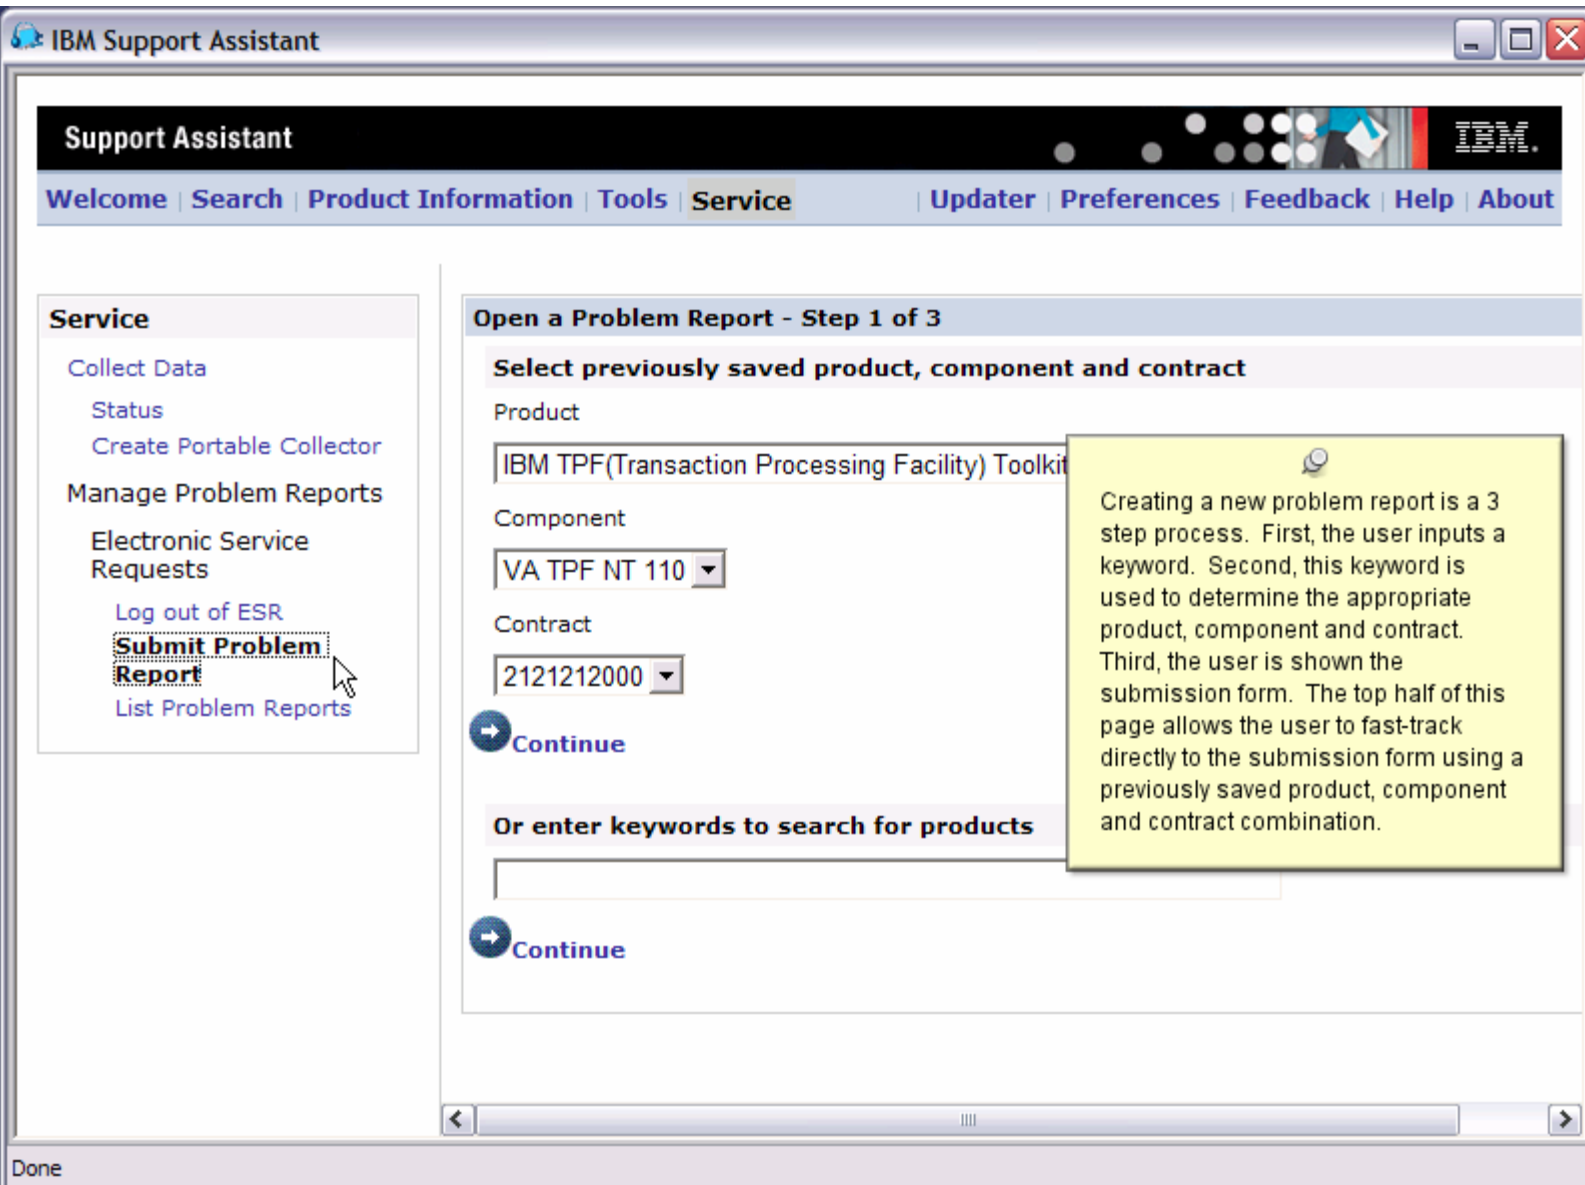 IBM Support Assistant
Support Assistant
IBM.
Welcome | Search | Product Information | Tools | Service | Updater | Preferences | Feedback | Help | About
Service
Collect Data
Status
Create Portable Collector
Manage Problem Reports
Electronic Service
Requests
Log out of ESR
Submit Problem
Report
List Problem Reports
Open a Problem Report - Step 1 of 3
Select previously saved product, component and contract
Product
IBM TPF(Transaction Processing Facility) Toolkit
Component
VA TPF NT 110
Contract
2121212000
Continue
Or enter keywords to search for products
Continue
Creating a new problem report is a 3
step process. First, the user inputs a
keyword. Second, this keyword is
used to determine the appropriate
product, component and contract.
Third, the user is shown the
submission form. The top half of this
page allows the user to fast-track
directly to the submission form using a
previously saved product, component
and contract combination.
Done